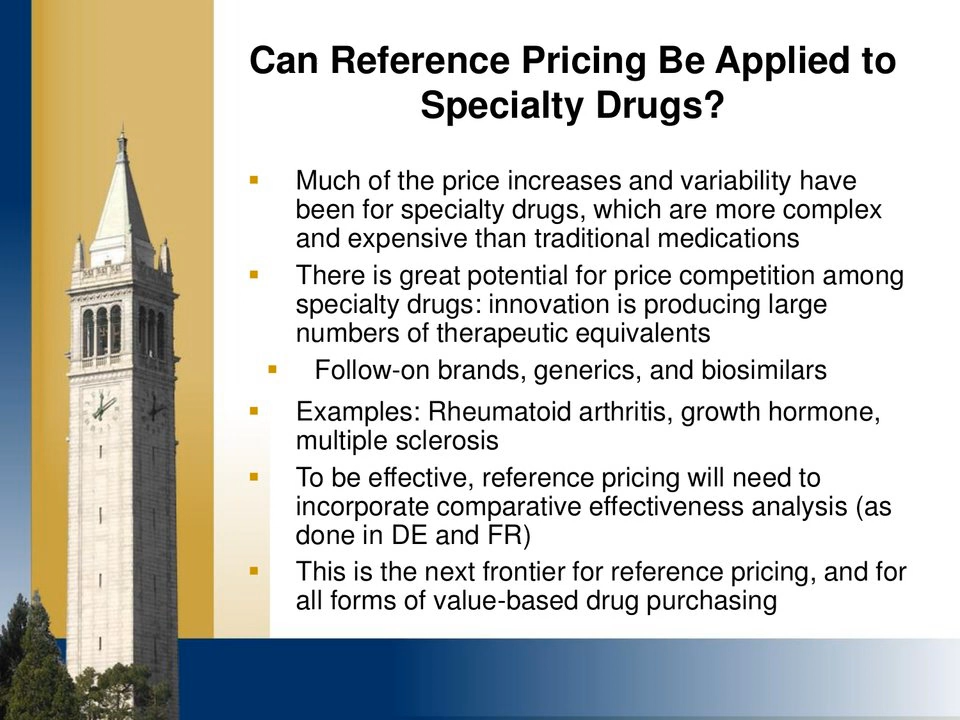 Can Reference Pricing Be Applied to
Specialty Drugs?
▪ Much of the price increases and variability have
been for specialty drugs, which are more complex
and expensive than traditional medications
▪ There is great potential for price competition among
specialty drugs: innovation is producing large
numbers of therapeutic equivalents
▪ Follow-on brands, generics, and biosimilars
▪ Examples: Rheumatoid arthritis, growth hormone,
multiple sclerosis
▪ To be effective, reference pricing will need to
incorporate comparative effectiveness analysis (as
done in DE and FR)
▪ This is the next frontier for reference pricing, and for
all forms of value-based drug purchasing